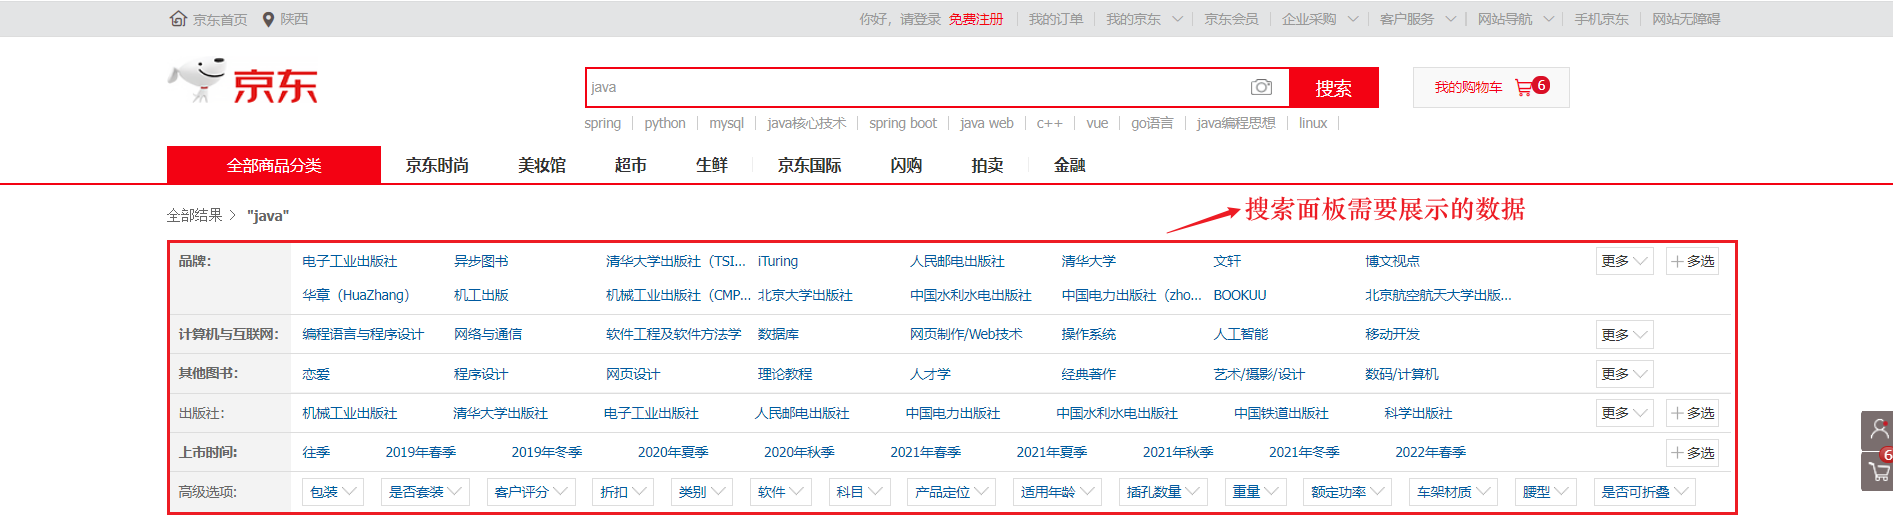 京东首页 陕西 你好，请登录 免费注册 我的订单 我的京东 京东会员 企业采购 客户服务 网站导航 手机京东 网站无障碍
京东
java 搜索 我的购物车 6
spring python mysql java核心技术 spring boot java web c++ vue go语言 java编程思想 linux
全部商品分类 京东时尚 美妆馆 超市 生鲜 京东国际 闪购 拍卖 金融
搜索面板需要展示的数据
全部结果 "java"
品牌： 电子工业出版社 异步图书 清华大学出版社（TSI... iTuring 人民邮电出版社 清华大学 文轩 博文视点 更多 多选
华章（HuaZhang） 机工出版 机械工业出版社（CMP... 北京大学出版社 中国水利水电出版社 中国电力出版社（zho... BOOKUU 北京航空航天大学出版...
计算机与互联网： 编程语言与程序设计 网络与通信 软件工程及软件方法学 数据库 网页制作/Web技术 操作系统 人工智能 移动开发 更多
其他图书： 恋爱 程序设计 网页设计 理论教程 人才学 经典著作 艺术/摄影/设计 数码/计算机 更多
出版社： 机械工业出版社 清华大学出版社 电子工业出版社 人民邮电出版社 中国电力出版社 中国水利水电出版社 中国铁道出版社 科学出版社 更多 多选
上市时间: 往季 2019年春季 2019年冬季 2020年夏季 2020年秋季 2021年春季 2021年夏季 2021年秋季 2021年冬季 2022年春季 多选
6
高级选项: 包装 是否套装 客户评分 折扣 类别 软件 科目 产品定位 适用年龄 插孔数量 重量 额定功率 车架材质 腰型 是否可折叠